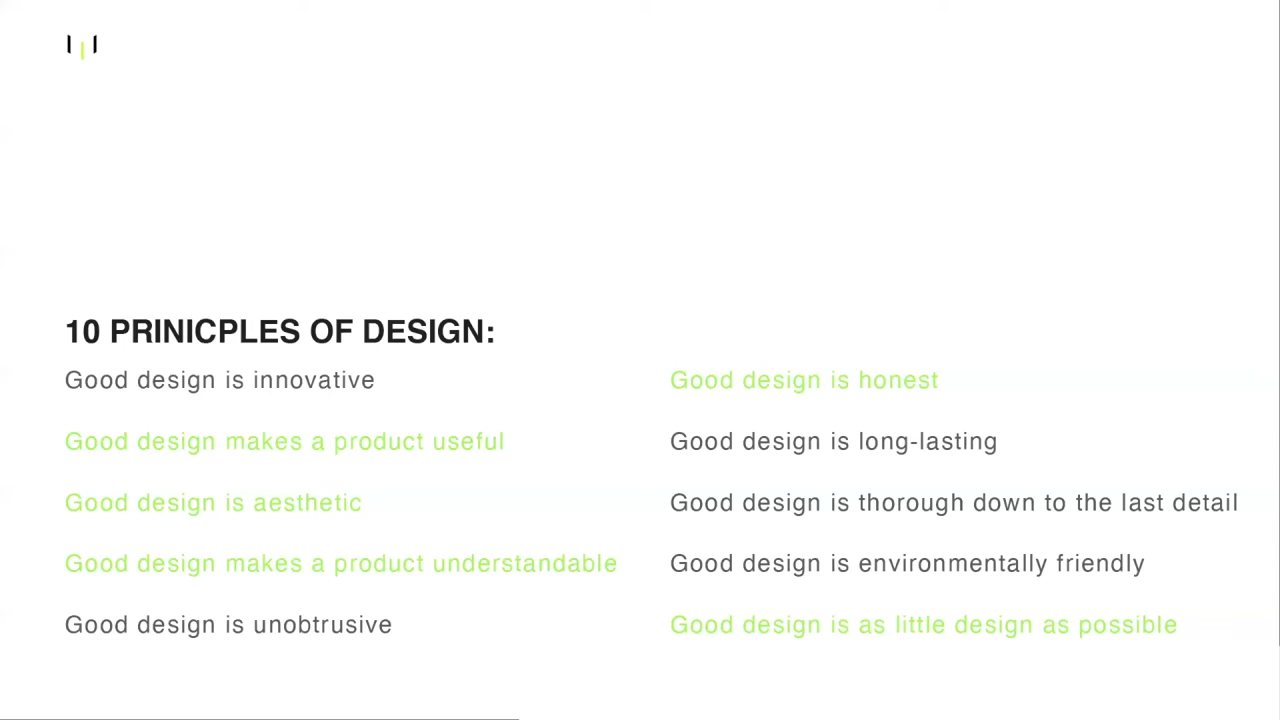 10 PRINICPLES OF DESIGN:
Good design is innovative
Good design makes a product useful
Good design is aesthetic
Good design makes a product understandable
Good design is unobtrusive
Good design is honest
Good design is long-lasting
Good design is thorough down to the last detail
Good design is environmentally friendly
Good design is as little design as possible